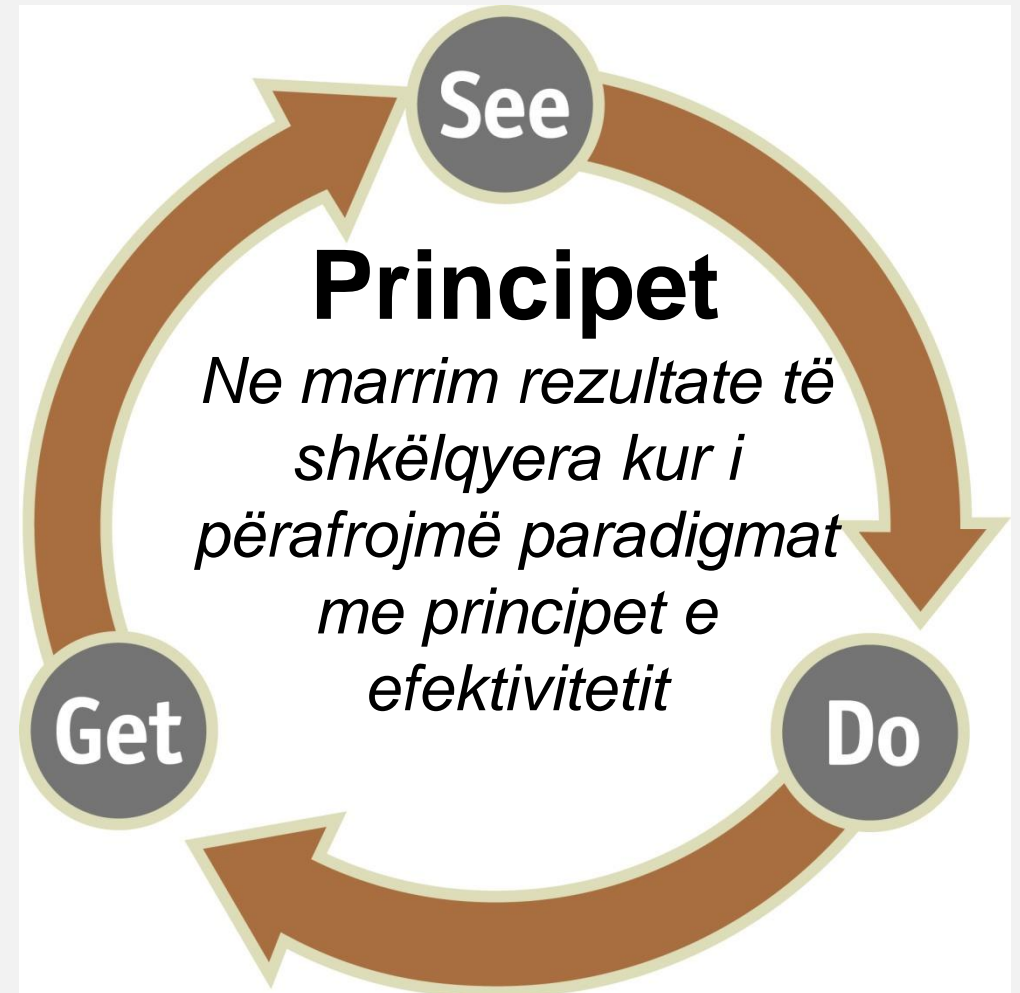 See
Principet
Ne marrim rezultate të
shkëlqyera kur i
përafrojmë paradigmat
me principet e
efektivitetit
Get
Do